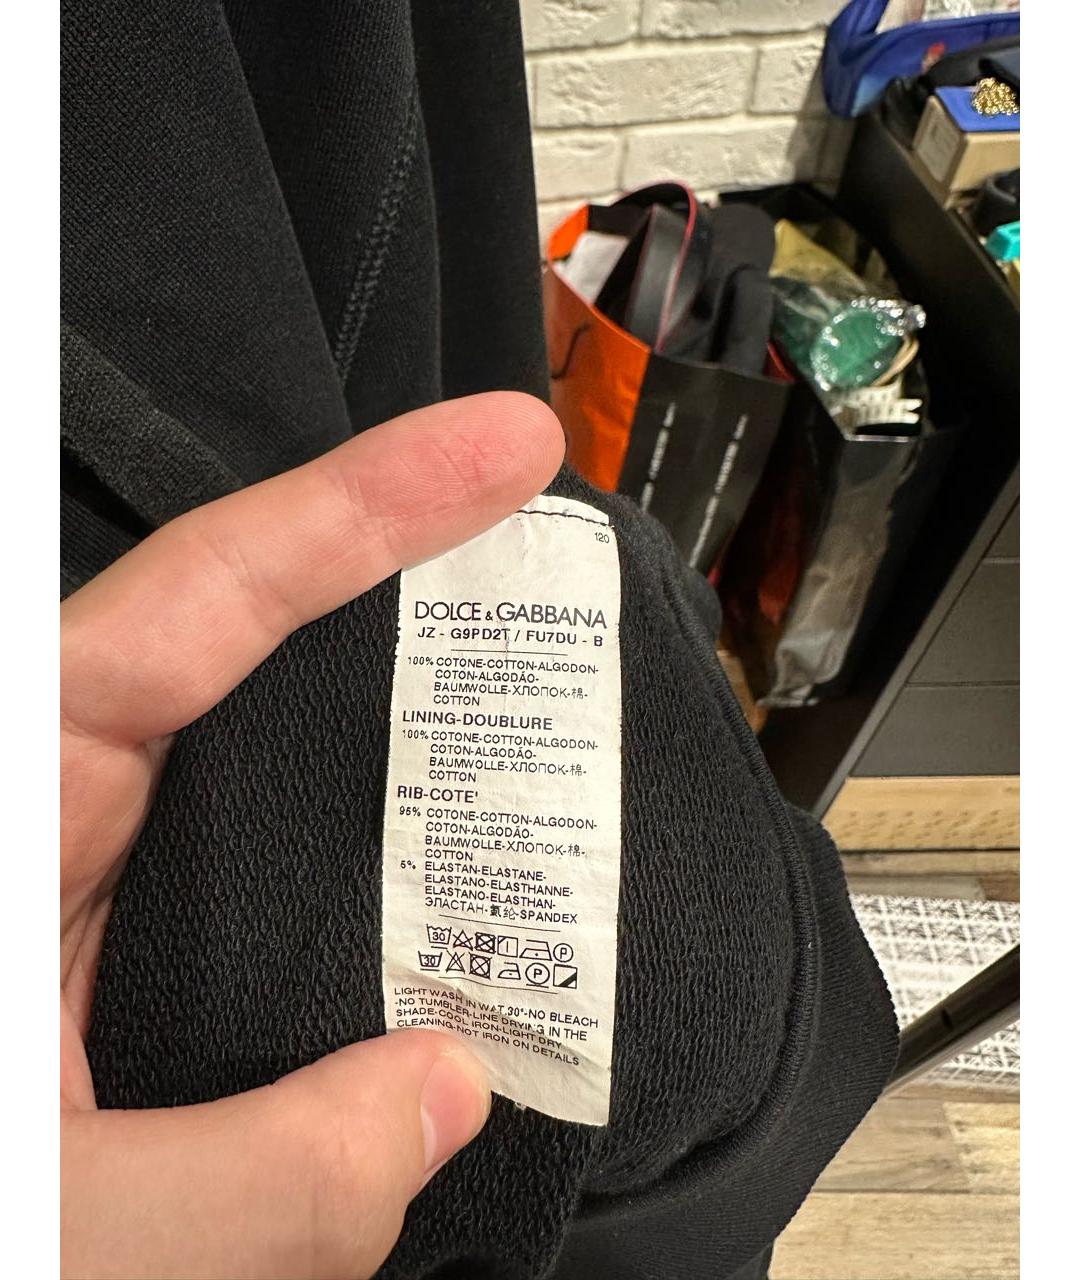 120
DOLCE & GABBANA
JZ - G9PD2T / FU7DU - B
100% COTONE-COTTON-ALGODON-
COTON-ALGODÃO-
BAUMWOLLE-ХЛОПОК-棉-
COTTON
LINING-DOUBLURE
100% COTONE-COTTON-ALGODON-
COTON-ALGODÃO-
BAUMWOLLE-ХЛОПОК-棉-
COTTON
RIB-COTE'
95% COTONE-COTTON-ALGODON-
COTON-ALGODÃO-
BAUMWOLLE-ХЛОПОК-棉-
COTTON
5% ELASTAN-ELASTANE-
ELASTANO-ELASTHANNE-
ELASTANO-ELASTHAN-
ЭЛАСТАН-氨纶-SPANDEX
30 P
30 P
LIGHT WASH IN WAT.30°-NO BLEACH
-NO TUMBLER-LINE DRYING IN THE
SHADE-COOL IRON-LIGHT DRY
CLEANING-NOT IRON ON DETAILS